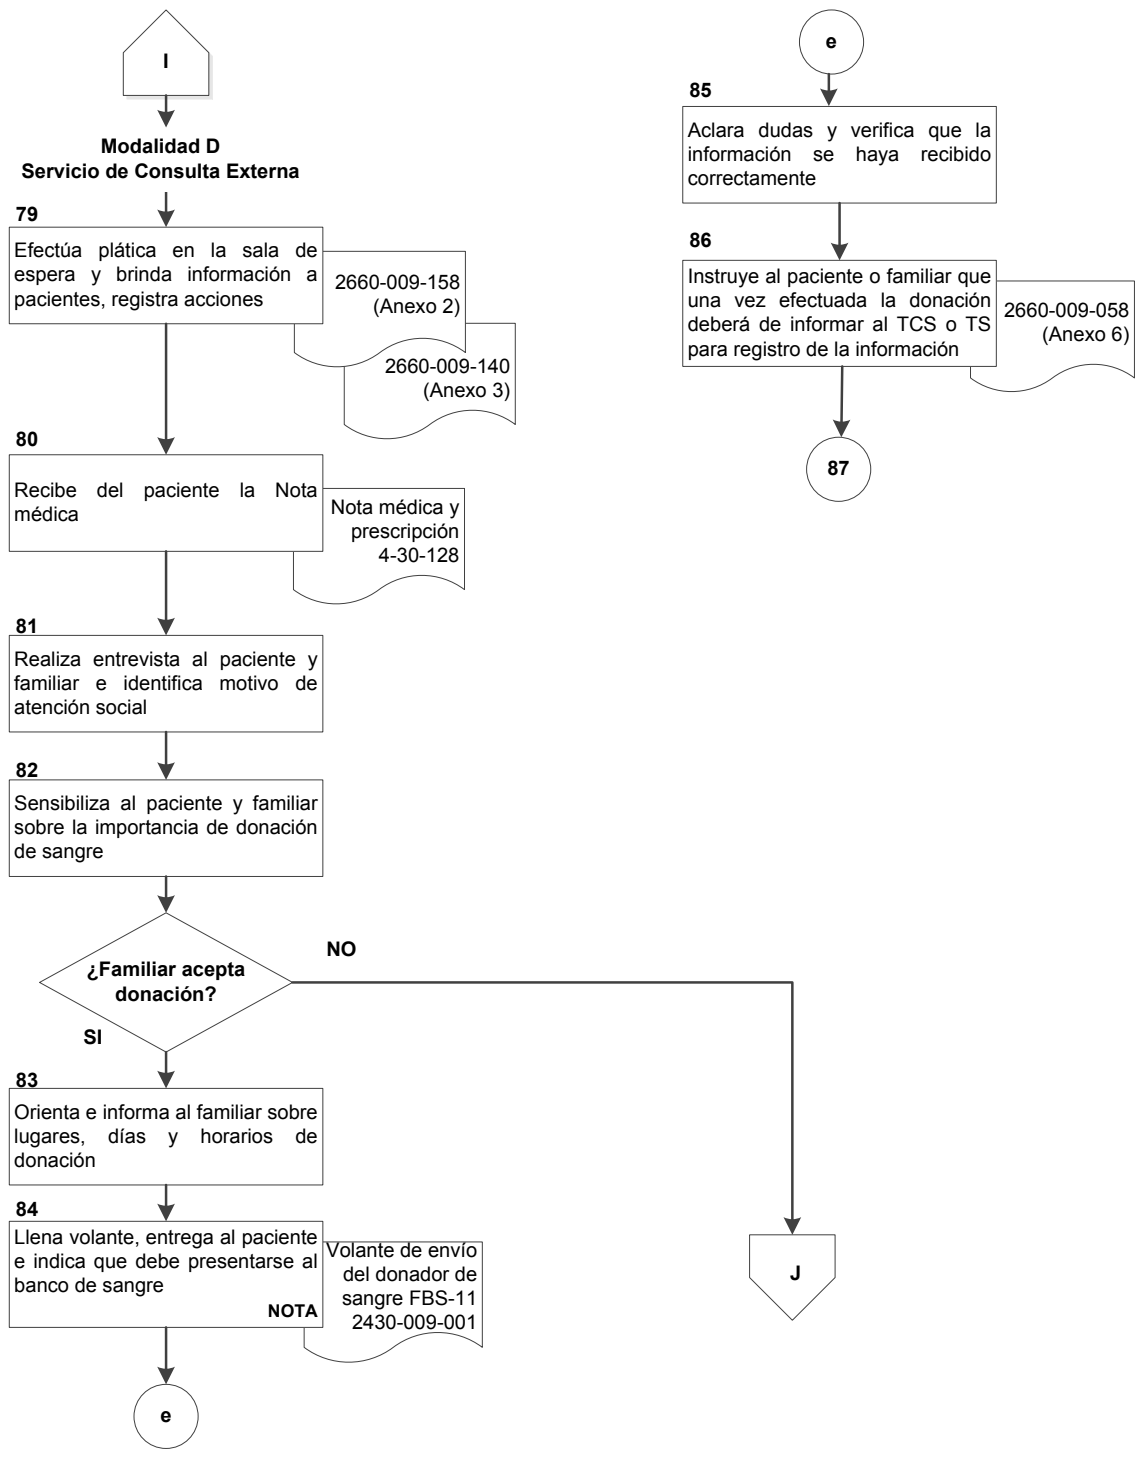 I
Modalidad D
Servicio de Consulta Externa
79
Efectúa plática en la sala de
espera y brinda información a
pacientes, registra acciones
2660-009-158
(Anexo 2)
2660-009-140
(Anexo 3)
80
Recibe del paciente la Nota
médica
Nota médica y
prescripción
4-30-128
81
Realiza entrevista al paciente y
familiar e identifica motivo de
atención social
82
Sensibiliza al paciente y familiar
sobre la importancia de donación
de sangre
¿Familiar acepta
donación?
NO
SI
83
Orienta e informa al familiar sobre
lugares, días y horarios de
donación
84
Llena volante, entrega al paciente
e indica que debe presentarse al
banco de sangre
NOTA
Volante de envío
del donador de
sangre FBS-11
2430-009-001
e
J
e
85
Aclara dudas y verifica que la
información se haya recibido
correctamente
86
Instruye al paciente o familiar que
una vez efectuada la donación
deberá de informar al TCS o TS
para registro de la información
2660-009-058
(Anexo 6)
87